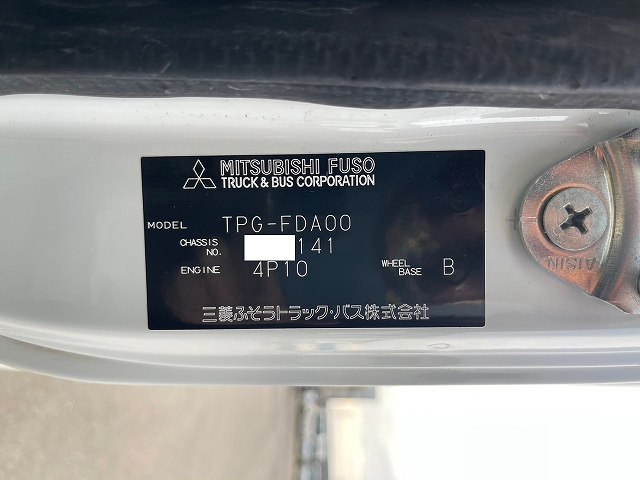 MITSUBISHI FUSO
TRUCK & BUS CORPORATION
MODEL TPG-FDA00
CHASSIS NO. 141
ENGINE 4P10 WHEEL BASE B
三菱ふそうトラック・バス株式会社
AISIN